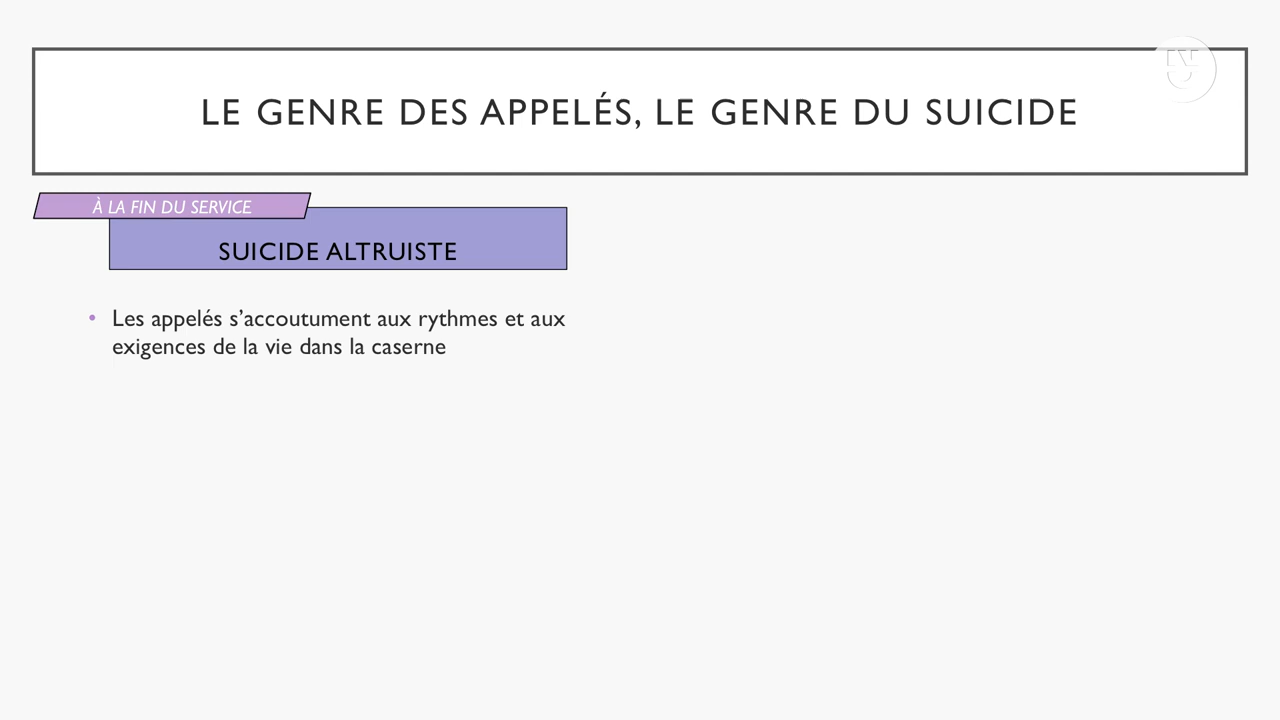 LE GENRE DES APPELÉS, LE GENRE DU SUICIDE
À LA FIN DU SERVICE
SUICIDE ALTRUISTE
• Les appelés s’accoutument aux rythmes et aux
exigences de la vie dans la caserne